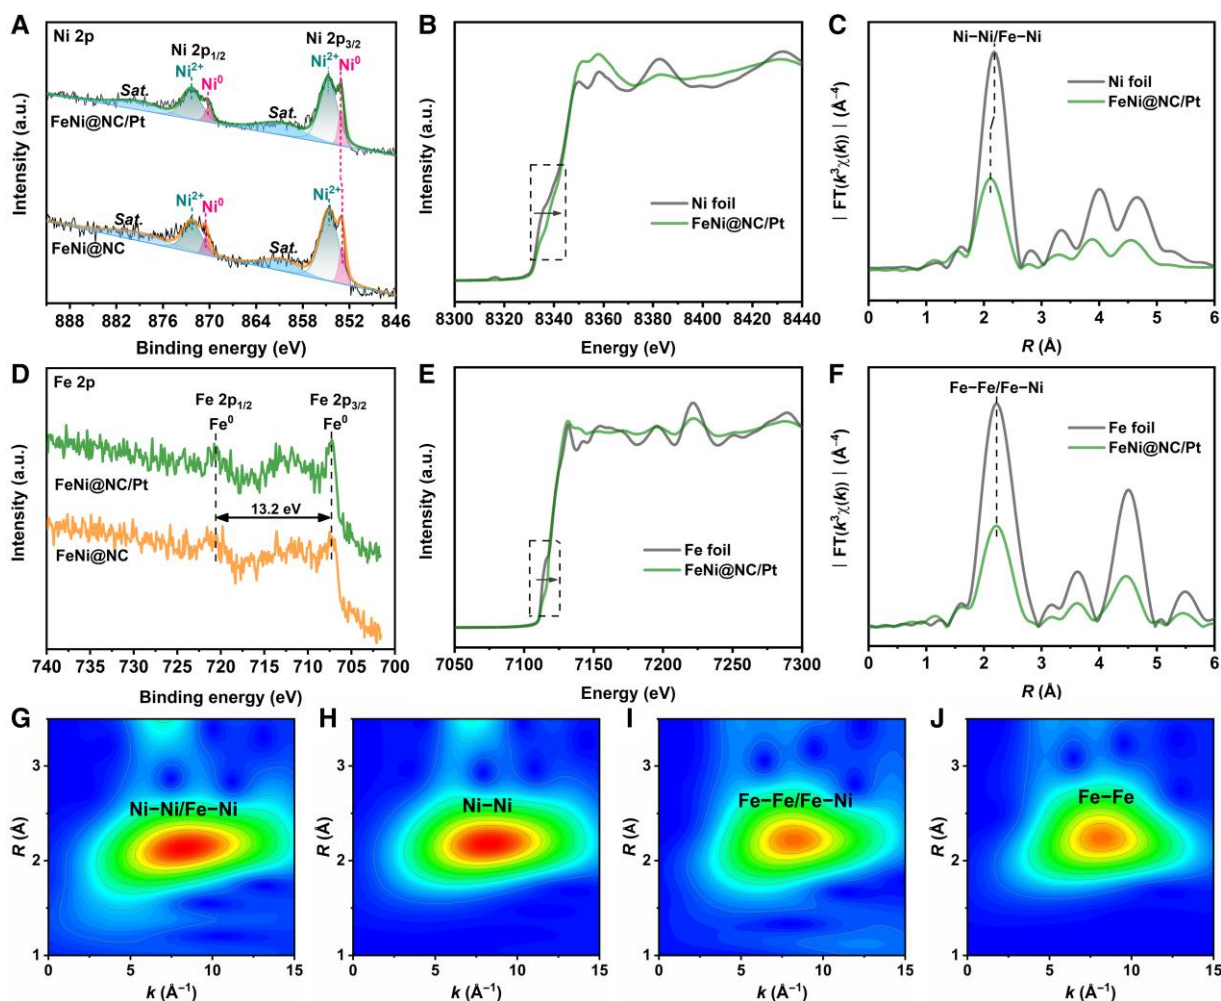 A
Ni 2p
Ni 2p1/2
Ni 2p3/2
Ni2+
Ni0
Ni2+
Ni0
Sat.
Sat.
FeNi@NC/Pt
Ni2+
Ni0
Ni2+
Sat.
Sat.
FeNi@NC
Intensity (a.u.)
888 882 876 870 864 858 852 846
Binding energy (eV)
B
Ni foil
FeNi@NC/Pt
Intensity (a.u.)
8300 8320 8340 8360 8380 8400 8420 8440
Energy (eV)
C
Ni−Ni/Fe−Ni
Ni foil
FeNi@NC/Pt
| FT(k3χ(k)) | (Å−4)
0 1 2 3 4 5 6
R (Å)
D
Fe 2p
Fe 2p1/2
Fe 2p3/2
Fe0
Fe0
FeNi@NC/Pt
13.2 eV
FeNi@NC
Intensity (a.u.)
740 735 730 725 720 715 710 705 700
Binding energy (eV)
E
Fe foil
FeNi@NC/Pt
Intensity (a.u.)
7050 7100 7150 7200 7250 7300
Energy (eV)
F
Fe−Fe/Fe−Ni
Fe foil
FeNi@NC/Pt
| FT(k3χ(k)) | (Å−4)
0 1 2 3 4 5 6
R (Å)
G
Ni−Ni/Fe−Ni
R (Å)
3
2
1
0 5 10 15
k (Å−1)
H
Ni−Ni
3
2
1
0 5 10 15
k (Å−1)
I
Fe−Fe/Fe−Ni
3
2
1
0 5 10 15
k (Å−1)
J
Fe−Fe
R (Å)
3
2
1
0 5 10 15
k (Å−1)